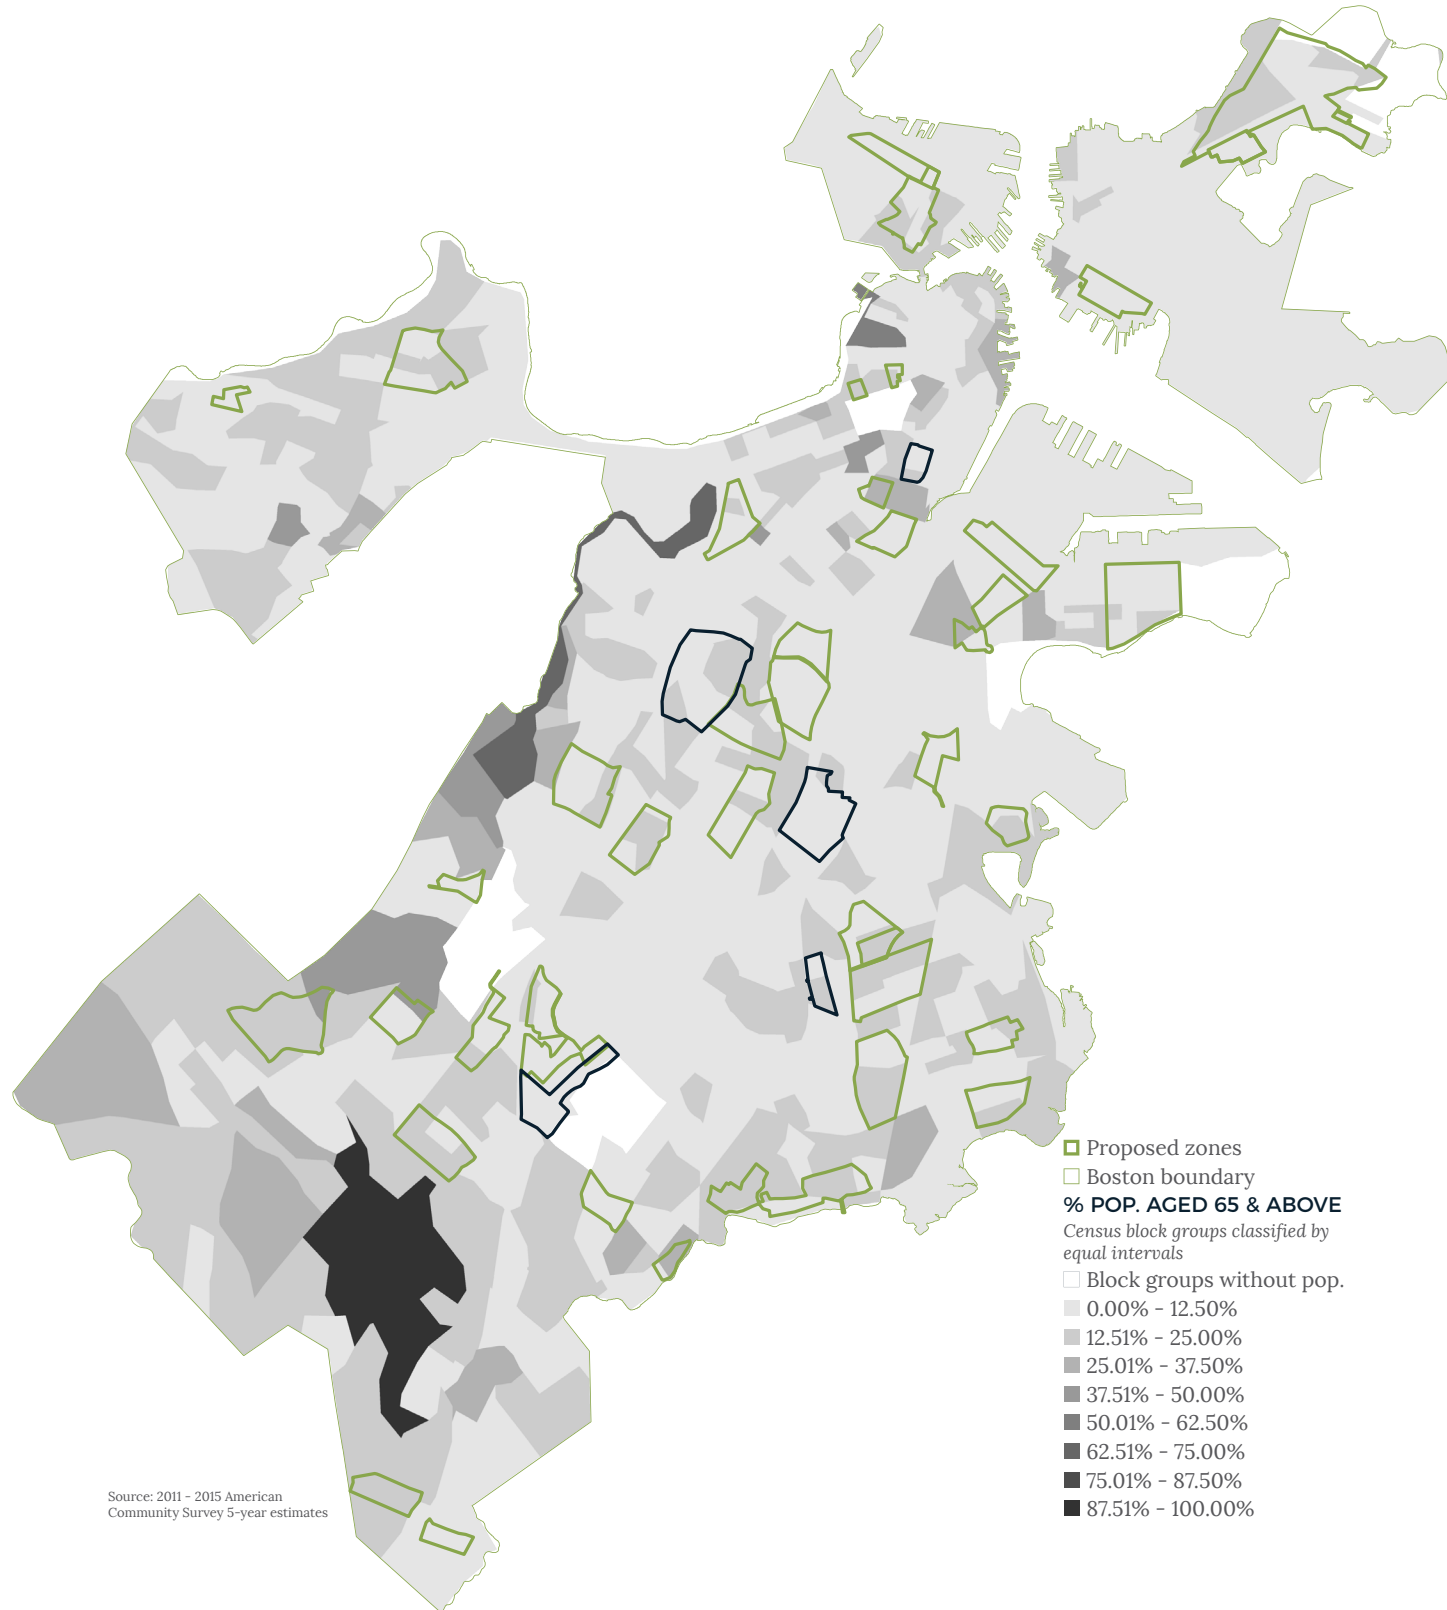 Proposed zones
Boston boundary
% POP. AGED 65 & ABOVE
Census block groups classified by
equal intervals
Block groups without pop.
0.00% - 12.50%
12.51% - 25.00%
25.01% - 37.50%
37.51% - 50.00%
50.01% - 62.50%
62.51% - 75.00%
75.01% - 87.50%
87.51% - 100.00%
Source: 2011 - 2015 American
Community Survey 5-year estimates